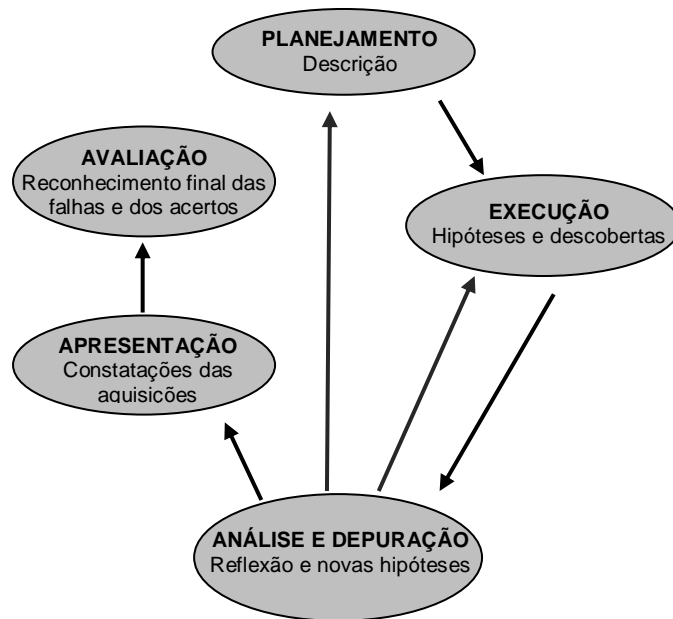 PLANEJAMENTO
Descrição
AVALIAÇÃO
Reconhecimento final das
falhas e dos acertos
EXECUÇÃO
Hipóteses e descobertas
APRESENTAÇÃO
Constatações das
aquisições
ANÁLISE E DEPURAÇÃO
Reflexão e novas hipóteses